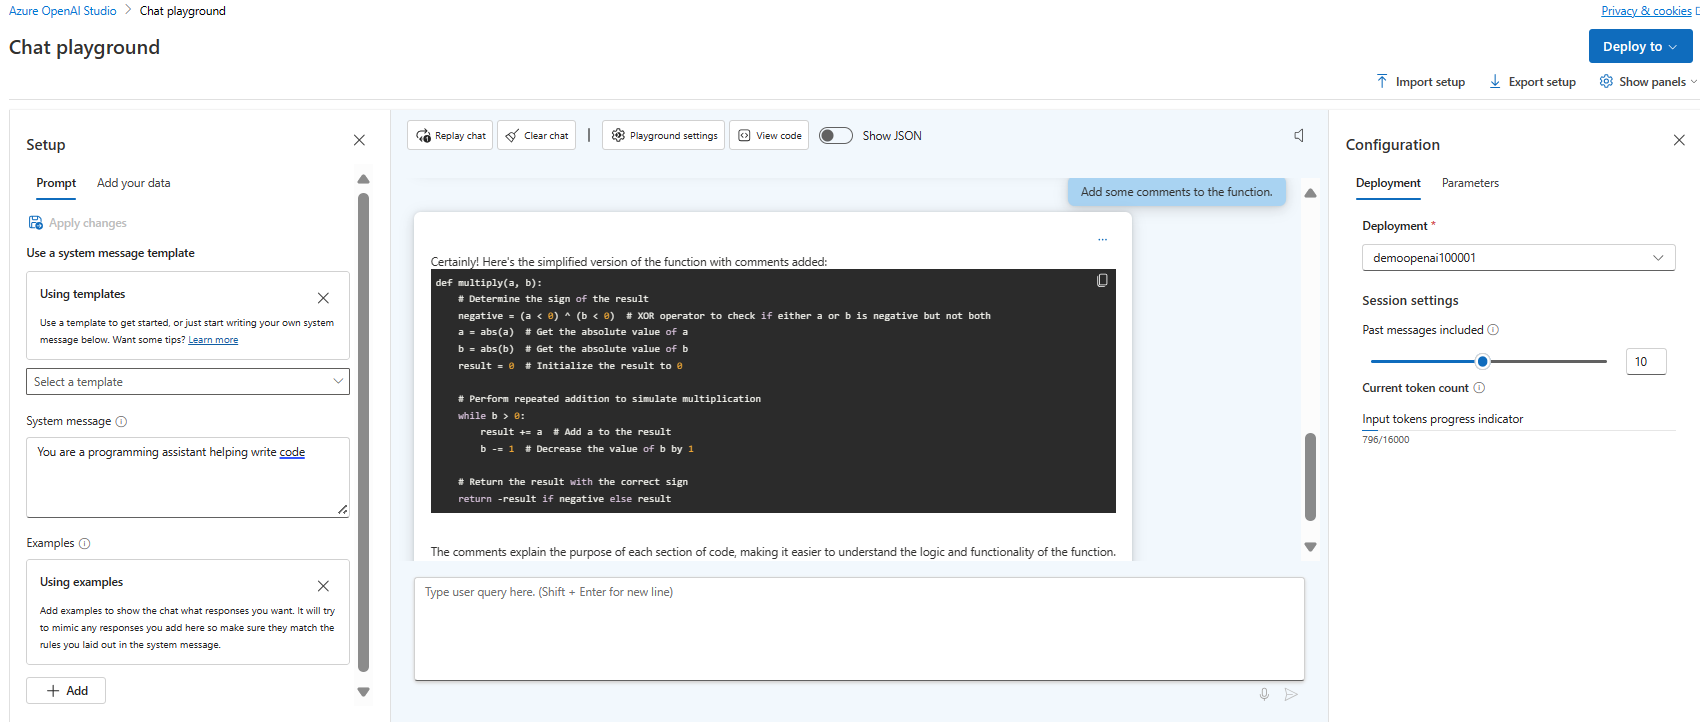 Azure OpenAI Studio > Chat playground
Privacy & cookies
Chat playground
Deploy to
Import setup
Export setup
Show panels
Setup
Prompt
Add your data
Apply changes
Use a system message template
Using templates
Use a template to get started, or just start writing your own system
message below. Want some tips? Learn more
Select a template
System message
You are a programming assistant helping write code
Examples
Using examples
Add examples to show the chat what responses you want. It will try
to mimic any responses you add here so make sure they match the
rules you laid out in the system message.
+ Add
Replay chat
Clear chat
Playground settings
View code
Show JSON
Add some comments to the function.
...
Certainly! Here's the simplified version of the function with comments added:
def multiply(a, b):
    # Determine the sign of the result
    negative = (a < 0) ^ (b < 0)  # XOR operator to check if either a or b is negative but not both
    a = abs(a)  # Get the absolute value of a
    b = abs(b)  # Get the absolute value of b
    result = 0  # Initialize the result to 0
    # Perform repeated addition to simulate multiplication
    while b > 0:
        result += a  # Add a to the result
        b -= 1  # Decrease the value of b by 1
    # Return the result with the correct sign
    return -result if negative else result
The comments explain the purpose of each section of code, making it easier to understand the logic and functionality of the function.
Type user query here. (Shift + Enter for new line)
Configuration
Deployment
Parameters
Deployment *
demoopenai100001
Session settings
Past messages included
10
Current token count
Input tokens progress indicator
796/16000